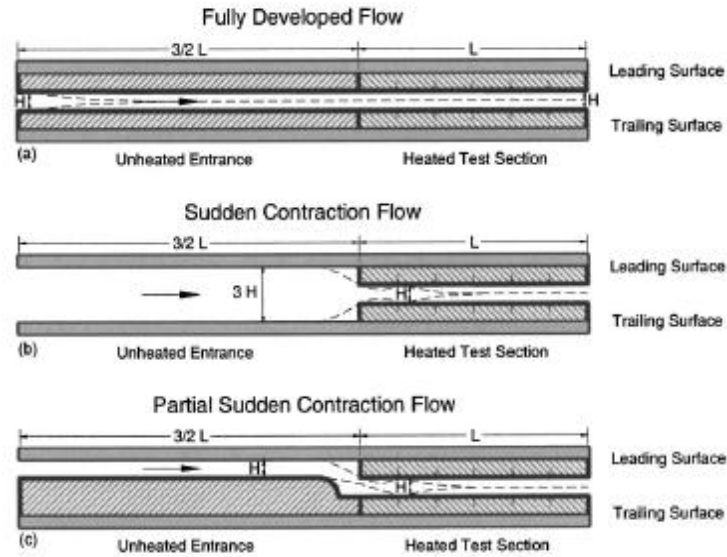 Fully Developed Flow
3/2 L L
Leading Surface
H H
Trailing Surface
(a)
Unheated Entrance Heated Test Section
Sudden Contraction Flow
3/2 L L
Leading Surface
3 H H
Trailing Surface
(b)
Unheated Entrance Heated Test Section
Partial Sudden Contraction Flow
3/2 L L
Leading Surface
H
H
Trailing Surface
(c)
Unheated Entrance Heated Test Section